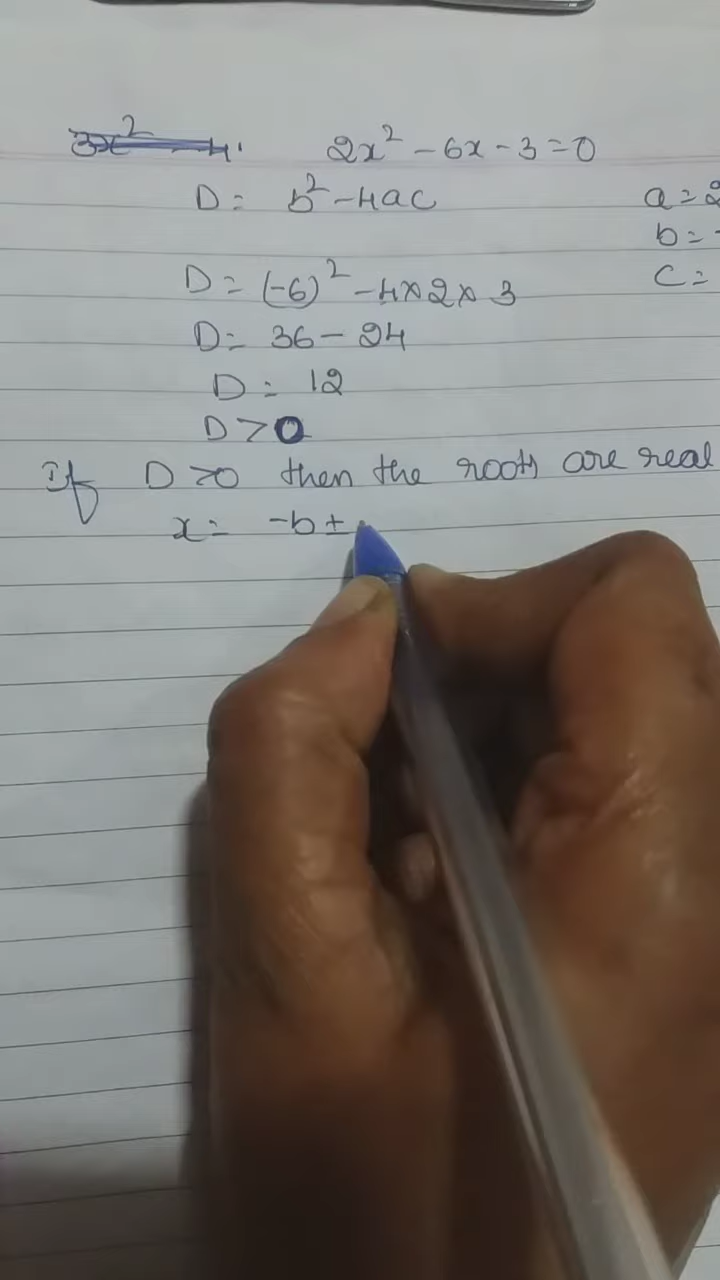 2x² - 6x - 3 = 0
D = b² - 4ac
a = 2
b = -
c =
D = (-6)² - 4 × 2 × 3
D = 36 - 24
D = 12
D > 0
If D > 0 then the roots are real
x = -b ±